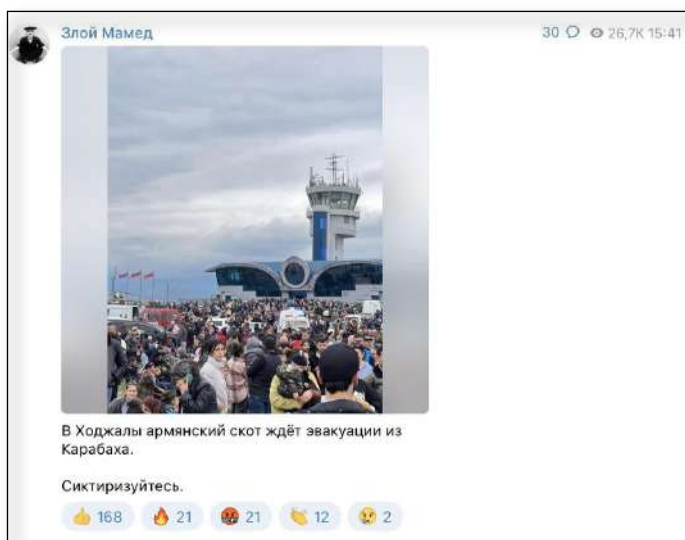 Злой Мамед
30 26,7K 15:41
В Ходжалы армянский скот ждёт эвакуации из
Карабаха.
Сиктиризуйтесь.
168 21 21 12 2